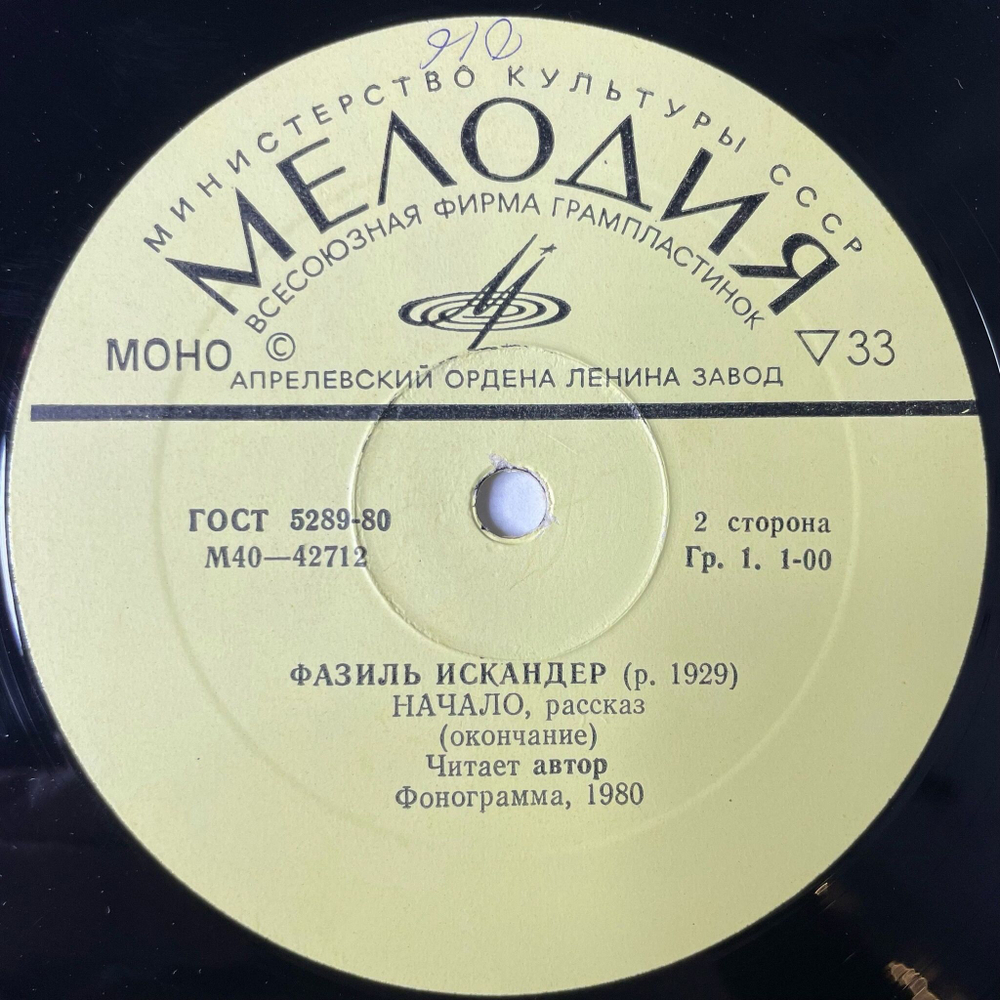 МИНИСТЕРСТВО КУЛЬТУРЫ СССР
МЕЛОДИЯ
ВСЕСОЮЗНАЯ ФИРМА ГРАМПЛАСТИНОК
МОНО ©
▽33
АПРЕЛЕВСКИЙ ОРДЕНА ЛЕНИНА ЗАВОД
ГОСТ 5289-80
М40—42712
2 сторона
Гр. 1. 1-00
ФАЗИЛЬ ИСКАНДЕР (р. 1929)
НАЧАЛО, рассказ
(окончание)
Читает автор
Фонограмма, 1980